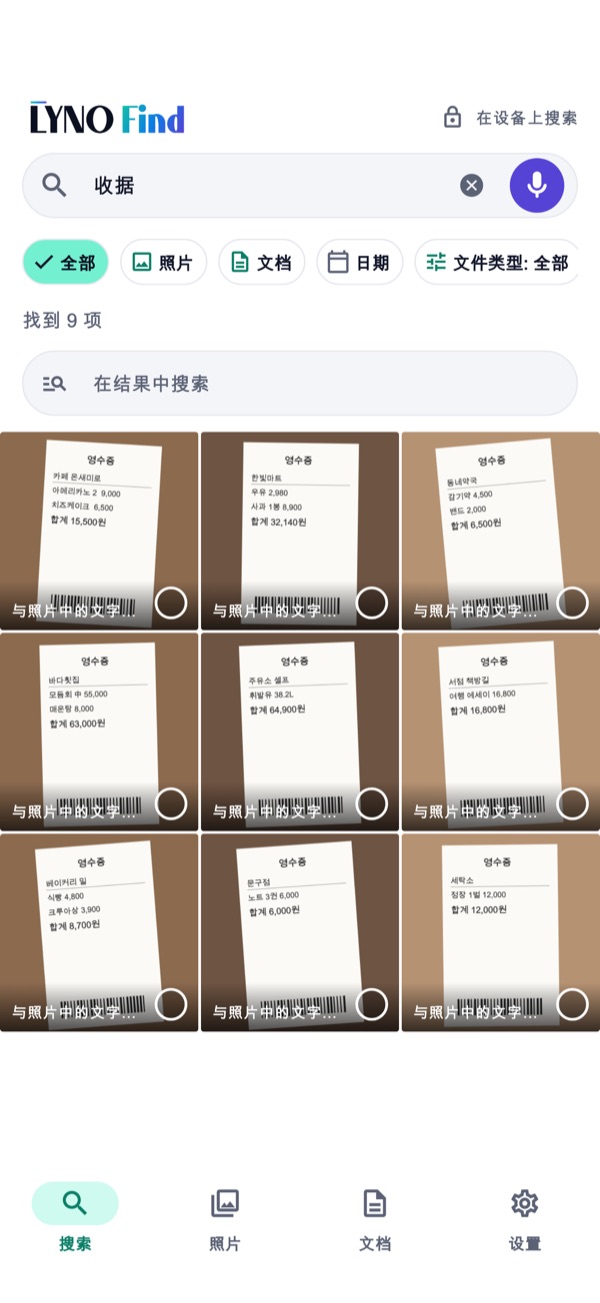 LYNO Find
在设备上搜索
收据
全部
照片
文档
日期
文件类型: 全部
找到 9 项
在结果中搜索
영수증
카페 온새미로
아메리카노 2 9,000
치즈케이크 6,500
합계 15,500원
与照片中的文字...
영수증
한빛마트
우유 2,980
사과 1봉 8,900
합계 32,140원
与照片中的文字...
영수증
동네약국
감기약 4,500
밴드 2,000
합계 6,500원
与照片中的文字...
영수증
바다횟집
모둠회 中 55,000
매운탕 8,000
합계 63,000원
与照片中的文字...
영수증
주유소 셀프
휘발유 38.2L
합계 64,900원
与照片中的文字...
영수증
서점 책방길
여행 에세이 16,800
합계 16,800원
与照片中的文字...
영수증
베이커리 밀
식빵 4,800
크루아상 3,900
합계 8,700원
与照片中的文字...
영수증
문구점
노트 3권 6,000
합계 6,000원
与照片中的文字...
영수증
세탁소
정장 1벌 12,000
합계 12,000원
与照片中的文字...
搜索
照片
文档
设置